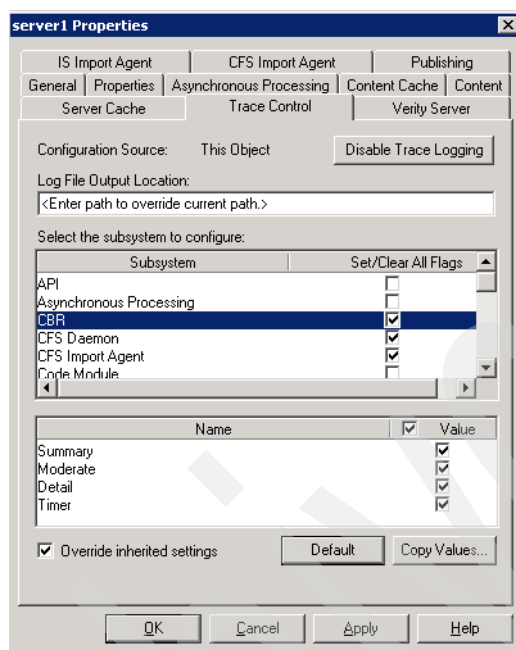 server1 Properties
IS Import Agent CFS Import Agent Publishing
General Properties Asynchronous Processing Content Cache Content
Server Cache Trace Control Verity Server
Configuration Source: This Object Disable Trace Logging
Log File Output Location:
<Enter path to override current path.>
Select the subsystem to configure:
Subsystem Set/Clear All Flags
API
Asynchronous Processing
CBR
CFS Daemon
CFS Import Agent
Code Module
Name Value
Summary
Moderate
Detail
Timer
Override inherited settings Default Copy Values...
OK Cancel Apply Help